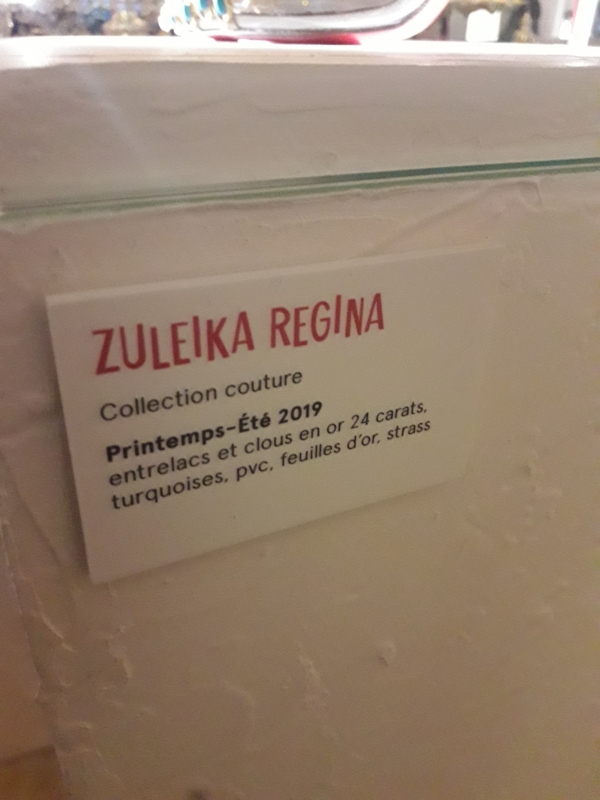 ZULEIKA REGINA
Collection couture
Printemps-Été 2019
entrelacs et clous en or 24 carats,
turquoises, pvc, feuilles d'or, strass